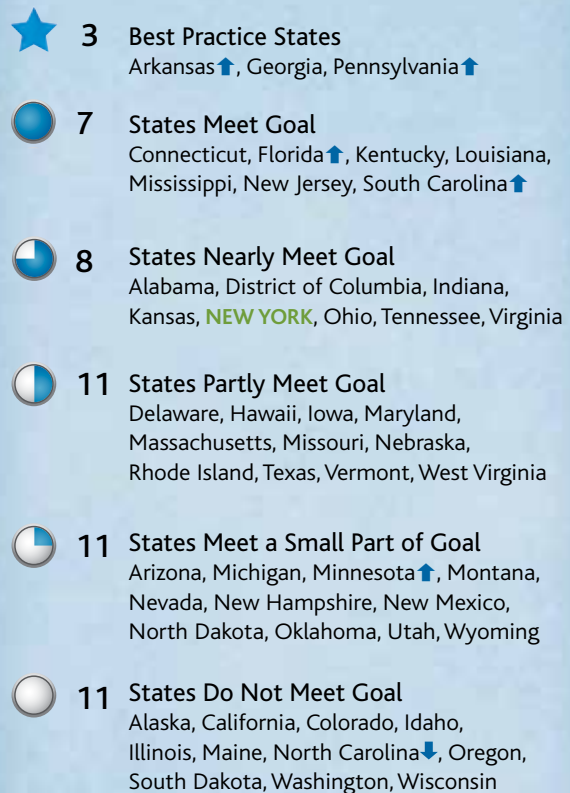 3 Best Practice States
Arkansas⬆, Georgia, Pennsylvania⬆
7 States Meet Goal
Connecticut, Florida⬆, Kentucky, Louisiana,
Mississippi, New Jersey, South Carolina⬆
8 States Nearly Meet Goal
Alabama, District of Columbia, Indiana,
Kansas, NEW YORK, Ohio, Tennessee, Virginia
11 States Partly Meet Goal
Delaware, Hawaii, Iowa, Maryland,
Massachusetts, Missouri, Nebraska,
Rhode Island, Texas, Vermont, West Virginia
11 States Meet a Small Part of Goal
Arizona, Michigan, Minnesota⬆, Montana,
Nevada, New Hampshire, New Mexico,
North Dakota, Oklahoma, Utah, Wyoming
11 States Do Not Meet Goal
Alaska, California, Colorado, Idaho,
Illinois, Maine, North Carolina⬇, Oregon,
South Dakota, Washington, Wisconsin